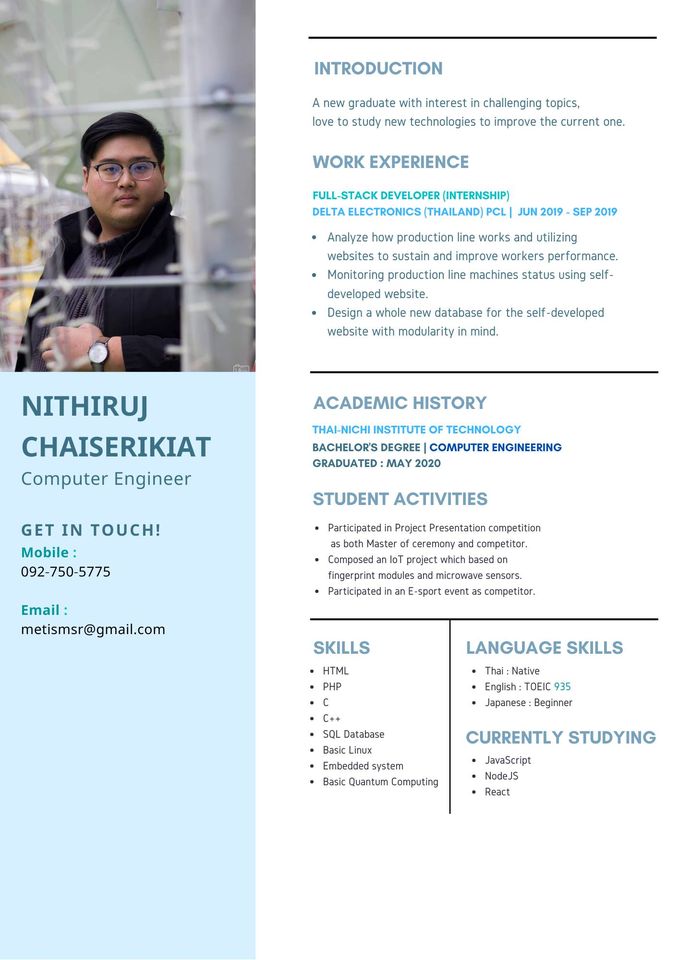 NITHIRUJ
CHAISERIKIAT
Computer Engineer
GET IN TOUCH!
Mobile :
092-750-5775
Email :
metismsr@gmail.com
INTRODUCTION
A new graduate with interest in challenging topics,
love to study new technologies to improve the current one.
WORK EXPERIENCE
FULL-STACK DEVELOPER (INTERNSHIP)
DELTA ELECTRONICS (THAILAND) PCL | JUN 2019 - SEP 2019
• Analyze how production line works and utilizing
websites to sustain and improve workers performance.
• Monitoring production line machines status using self-
developed website.
• Design a whole new database for the self-developed
website with modularity in mind.
ACADEMIC HISTORY
THAI-NICHI INSTITUTE OF TECHNOLOGY
BACHELOR'S DEGREE | COMPUTER ENGINEERING
GRADUATED : MAY 2020
STUDENT ACTIVITIES
• Participated in Project Presentation competition
as both Master of ceremony and competitor.
• Composed an IoT project which based on
fingerprint modules and microwave sensors.
• Participated in an E-sport event as competitor.
SKILLS
• HTML
• PHP
• C
• C++
• SQL Database
• Basic Linux
• Embedded system
• Basic Quantum Computing
LANGUAGE SKILLS
• Thai : Native
• English : TOEIC 935
• Japanese : Beginner
CURRENTLY STUDYING
• JavaScript
• NodeJS
• React